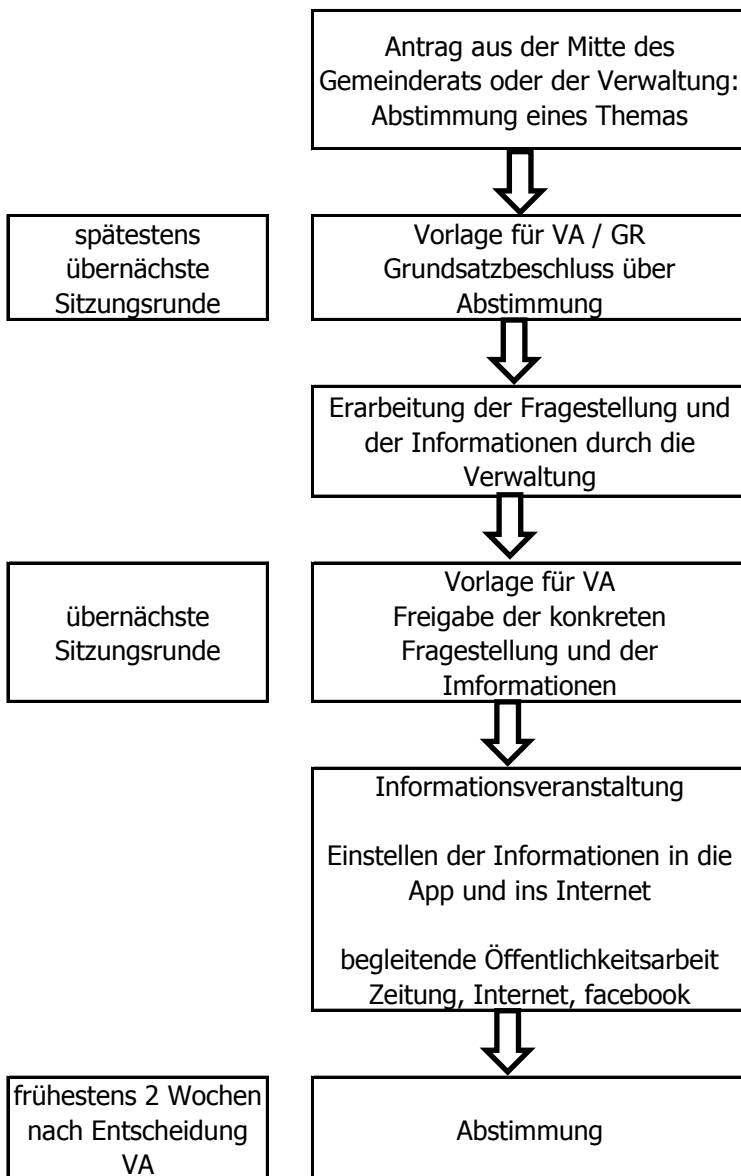 Antrag aus der Mitte des
Gemeinderats oder der Verwaltung:
Abstimmung eines Themas
spätestens
übernächste
Sitzungsrunde
Vorlage für VA / GR
Grundsatzbeschluss über
Abstimmung
Erarbeitung der Fragestellung und
der Informationen durch die
Verwaltung
übernächste
Sitzungsrunde
Vorlage für VA
Freigabe der konkreten
Fragestellung und der
Imformationen
Informationsveranstaltung
Einstellen der Informationen in die
App und ins Internet
begleitende Öffentlichkeitsarbeit
Zeitung, Internet, facebook
frühestens 2 Wochen
nach Entscheidung
VA
Abstimmung